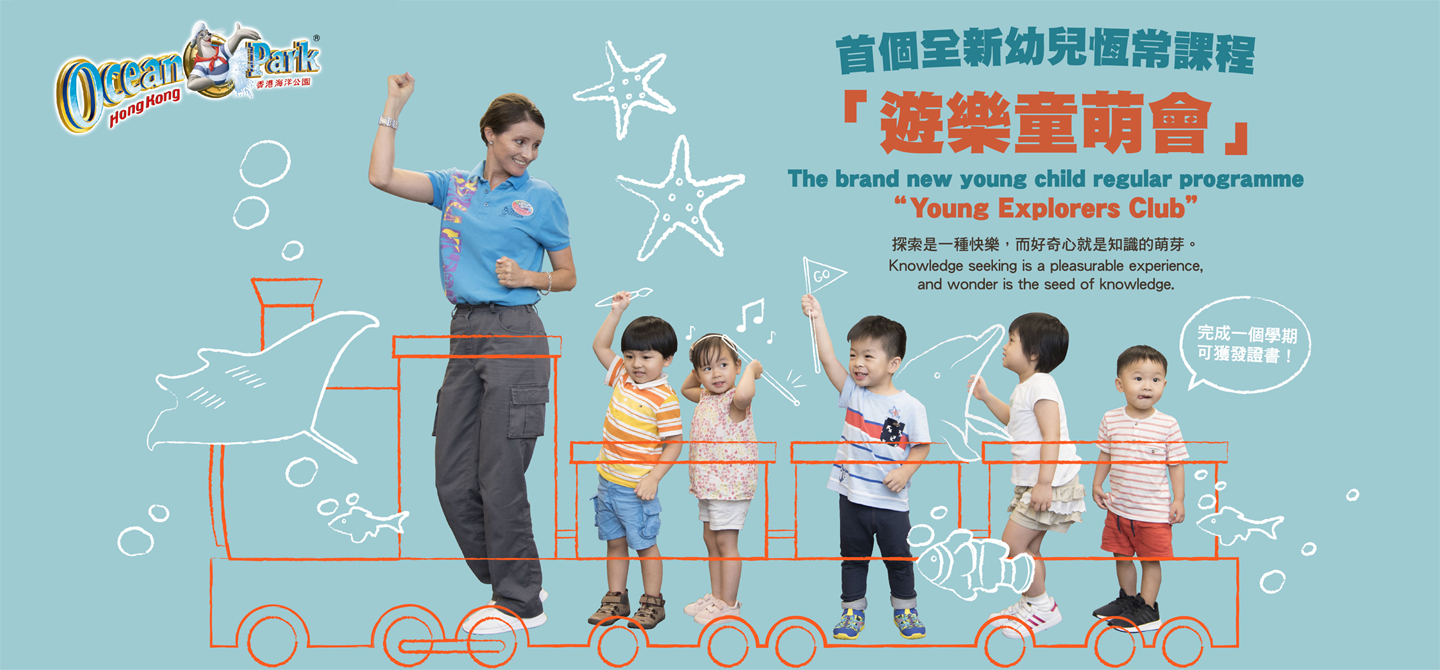 Ocean Park®
Hong Kong
香港海洋公園
首個全新幼兒恆常課程
「遊樂童萌會」
The brand new young child regular programme
“Young Explorers Club”
探索是一種快樂，而好奇心就是知識的萌芽。
Knowledge seeking is a pleasurable experience,
and wonder is the seed of knowledge.
GO
完成一個學期
可獲發證書！